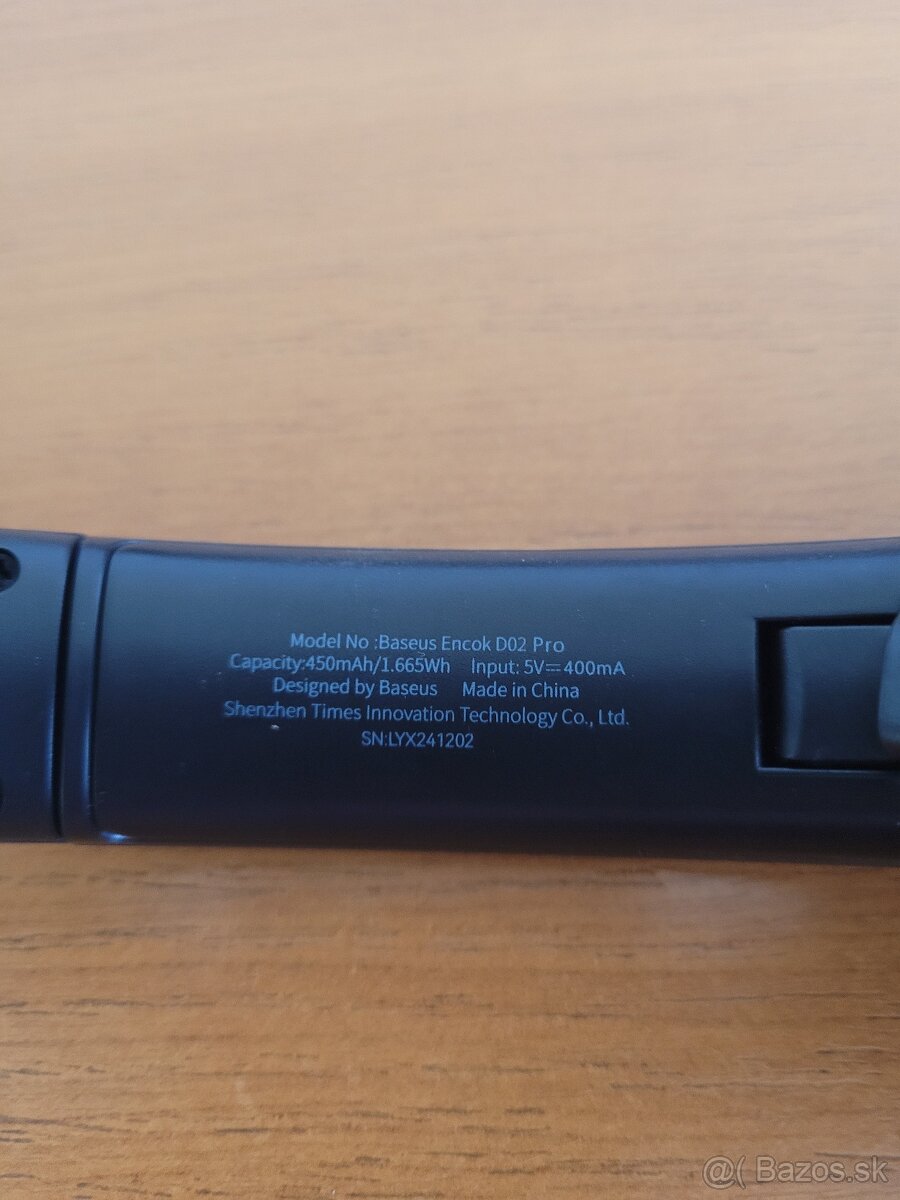 Model No :Baseus Encok D02 Pro
Capacity:450mAh/1.665Wh Input: 5V⎓400mA
Designed by Baseus Made in China
Shenzhen Times Innovation Technology Co., Ltd.
SN:LYX241202
@( Bazos.sk